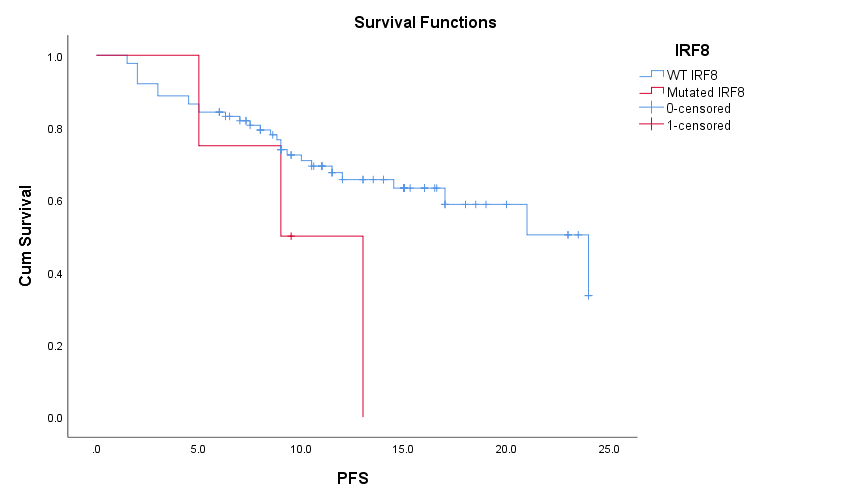 Survival Functions
IRF8
WT IRF8
Mutated IRF8
0-censored
1-censored
Cum Survival
1.0
0.8
0.6
0.4
0.2
0.0
.0 5.0 10.0 15.0 20.0 25.0
PFS